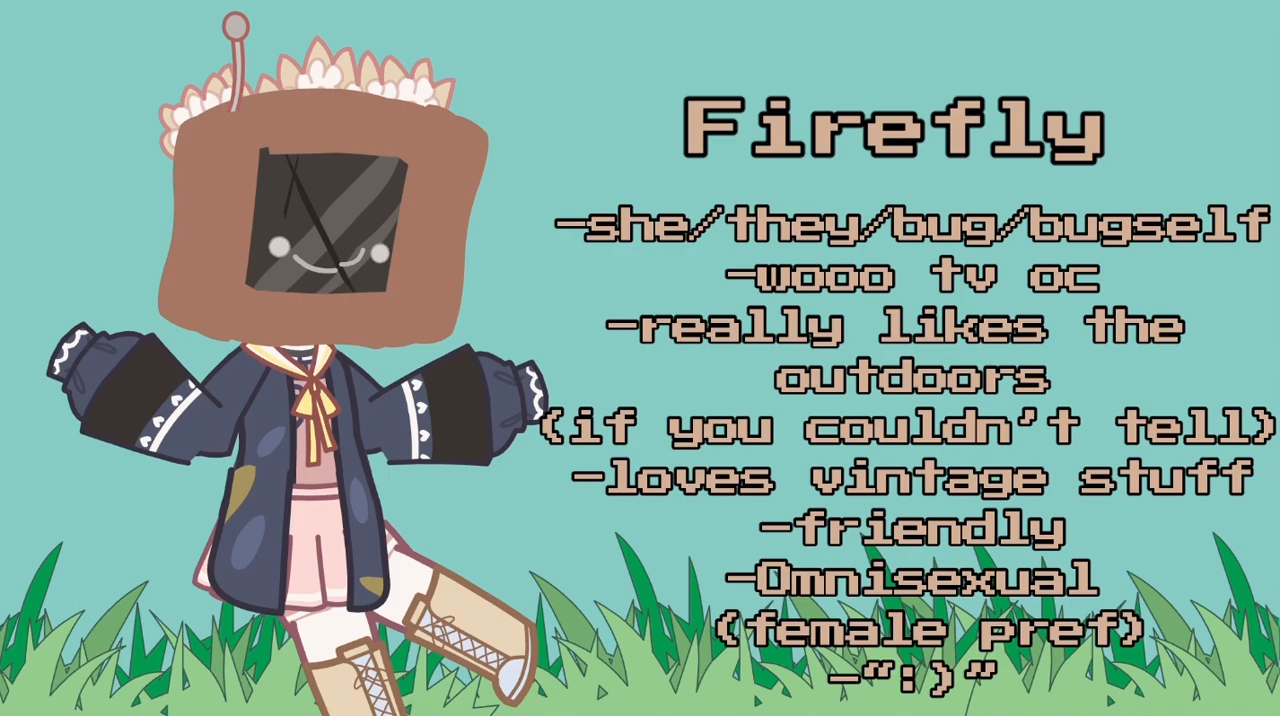 Firefly
-she/they/bug/bugself
-wooo tv oc
-really likes the
outdoors
(if you couldn't tell)
-loves vintage stuff
-friendly
-Omnisexual
(female pref)
-":)"